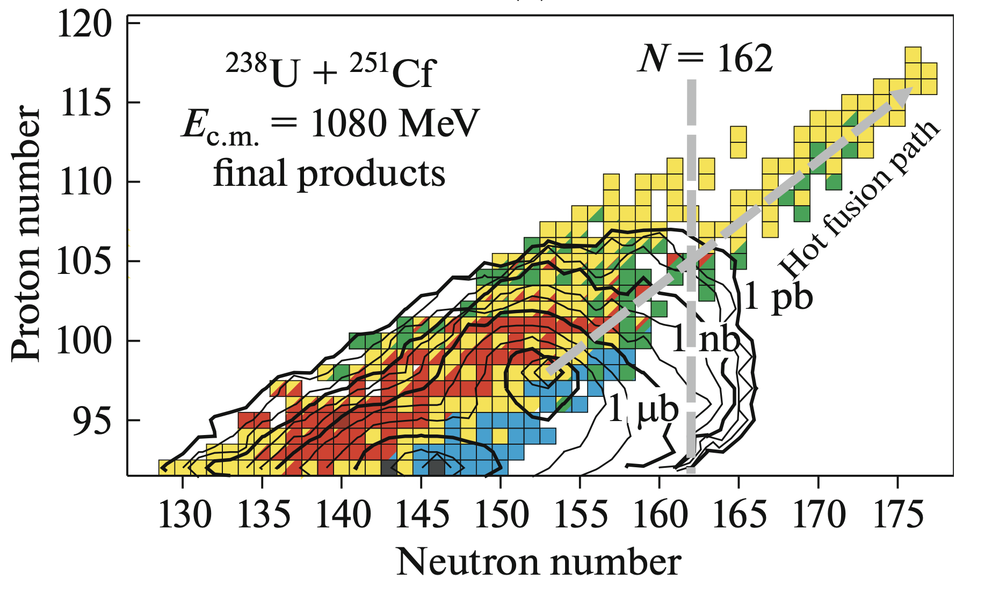 120
115
110
105
100
95
Proton number
²³⁸U + ²⁵¹Cf
E_c.m. = 1080 MeV
final products
N = 162
Hot fusion path
1 pb
1 nb
1 μb
130 135 140 145 150 155 160 165 170 175
Neutron number